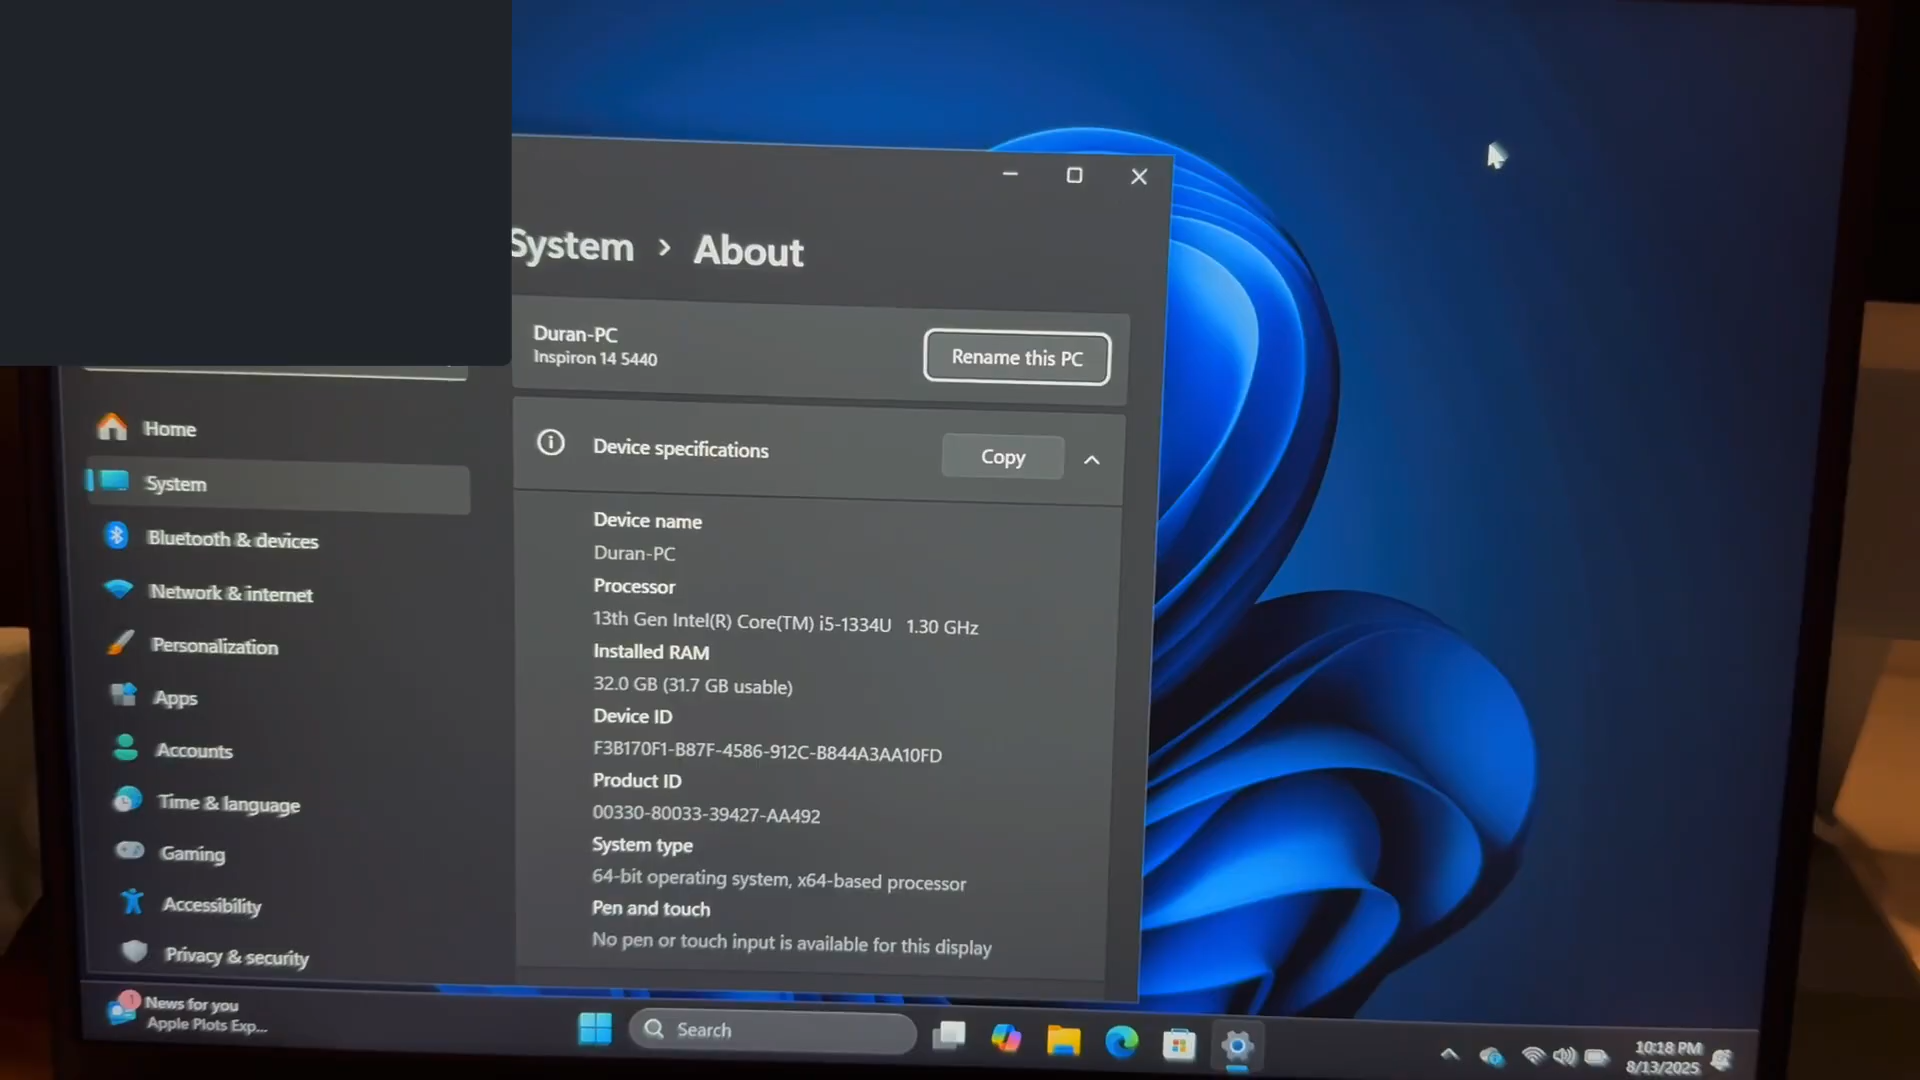 System › About
Duran-PC
Inspiron 14 5440
Rename this PC
Device specifications
Copy
Device name
Duran-PC
Processor
13th Gen Intel(R) Core(TM) i5-1334U 1.30 GHz
Installed RAM
32.0 GB (31.7 GB usable)
Device ID
F3B170F1-B87F-4586-912C-B844A3AA10FD
Product ID
00330-80033-39427-AA492
System type
64-bit operating system, x64-based processor
Pen and touch
No pen or touch input is available for this display
Home
System
Bluetooth & devices
Network & internet
Personalization
Apps
Accounts
Time & language
Gaming
Accessibility
Privacy & security
1
News for you
Apple Plots Exp...
Search
10:18 PM
8/13/2025